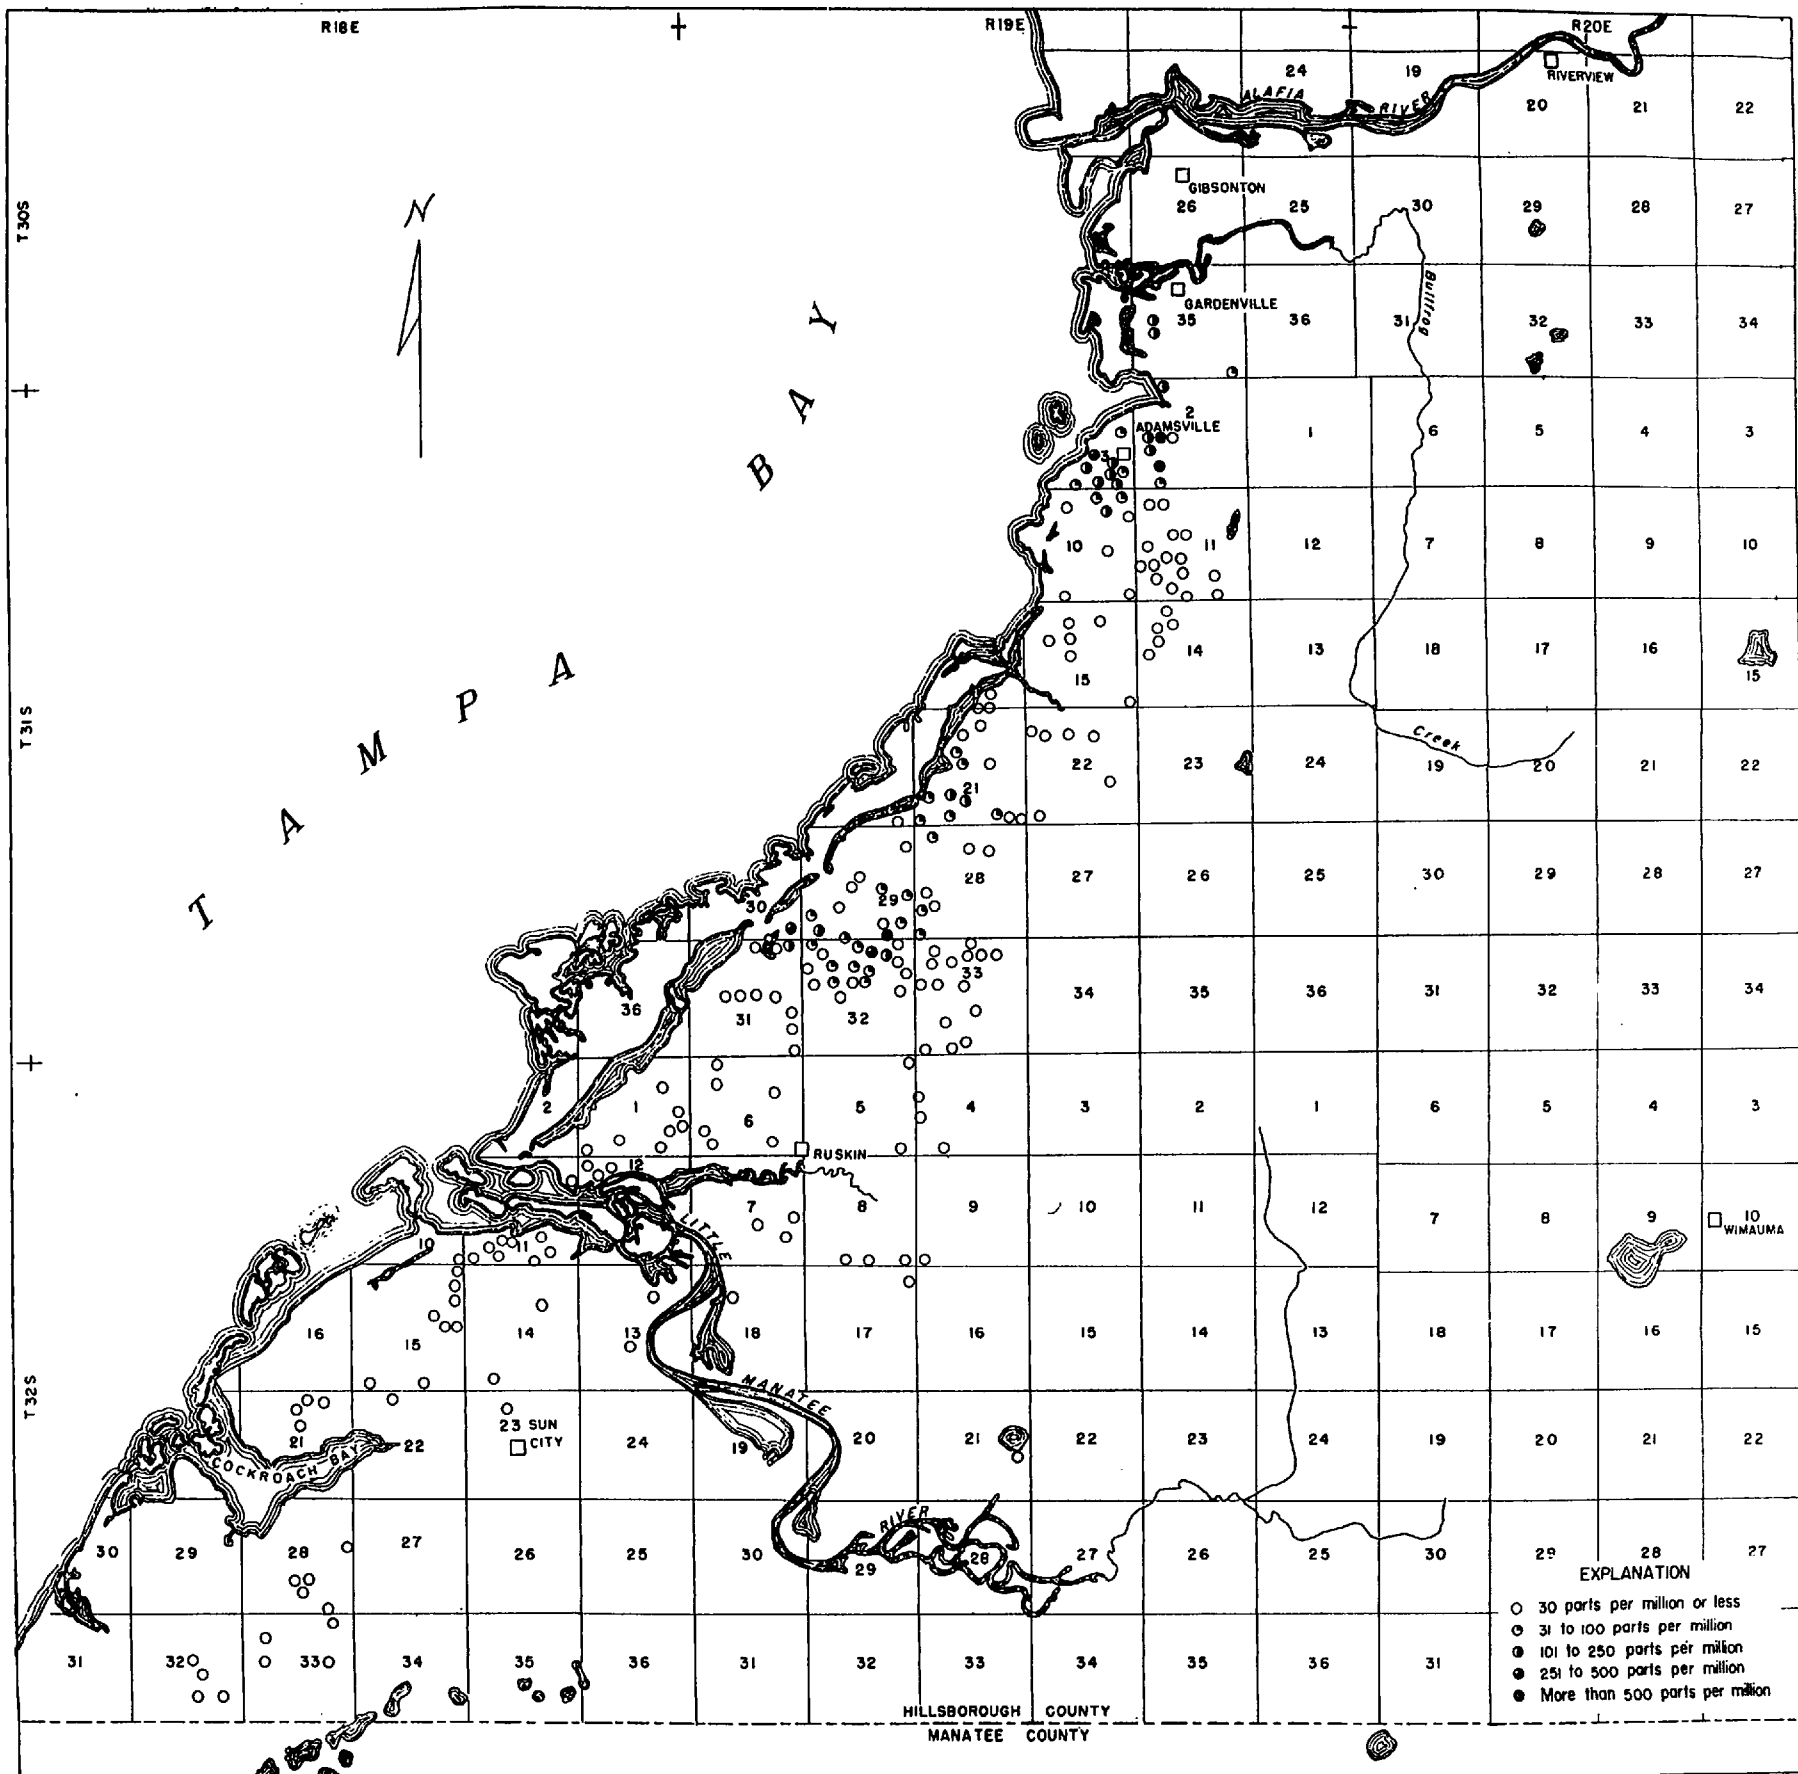 R18E R19E R20E
24 19 RIVERVIEW
ALAFIA RIVER 20 21 22
T30S
N
GIBSONTON
26 25 30 29 28 27
GARDENVILLE
35 36 31 32 33 34
Bullfrog
2
ADAMSVILLE
3 1 6 5 4 3
10 11 12 7 8 9 10
15 14 13 18 17 16 15
TAMPA BAY
T31S
Creek
22 23 24 19 20 21 22
21
28 27 26 25 30 29 28 27
30 29
33
36 31 32 34 35 36 31 32 33 34
2 1 6 5 4 3 2 1 6 5 4 3
RUSKIN
12
7 8 9 10 11 12 7 8 9 10
WIMAUMA
LITTLE
10 11
16 15 14 13 18 17 16 15 14 13 18 17 16 15
T32S
MANATEE
23 SUN
CITY
21 22 24 19 20 21 22 23 24 19 20 21 22
COCKROACH BAY
RIVER
30 29 28 27 26 25 30 29 28 27 26 25 30 29 28 27
EXPLANATION
30 parts per million or less
31 to 100 parts per million
101 to 250 parts per million
251 to 500 parts per million
More than 500 parts per million
31 32 33 34 35 36 31 32 33 34 35 36 31
HILLSBOROUGH COUNTY
MANATEE COUNTY